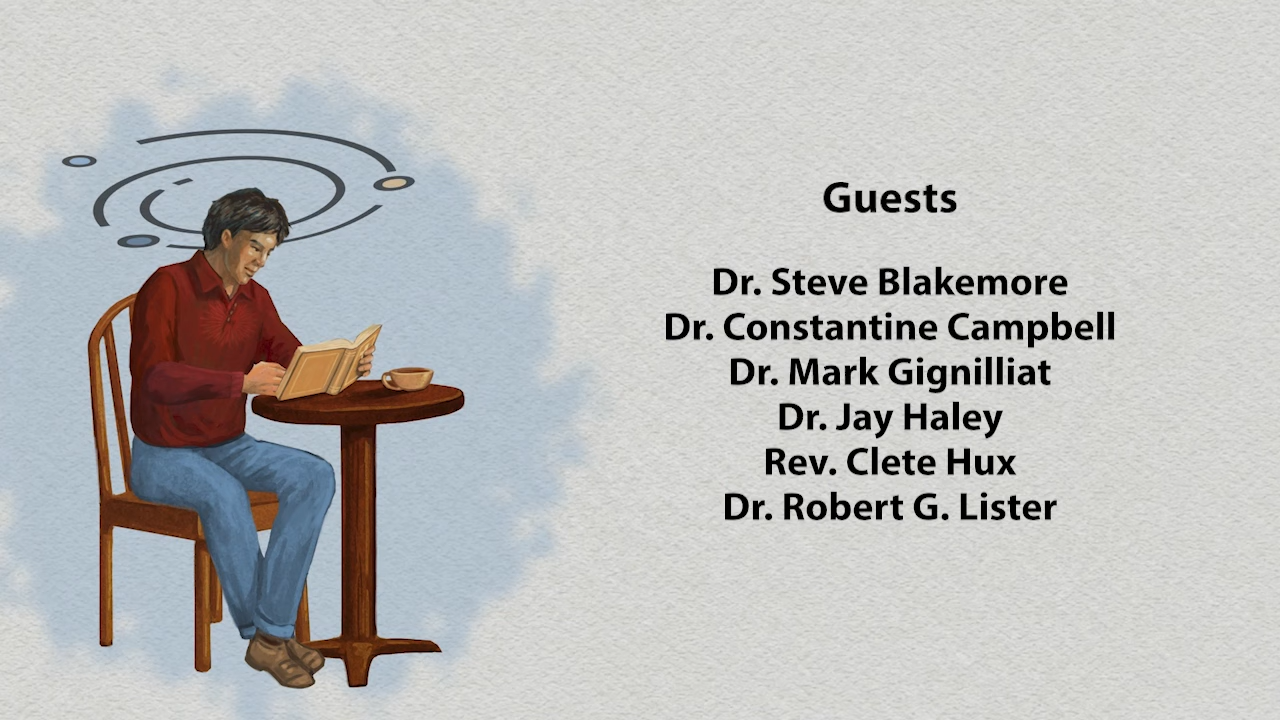 Guests
Dr. Steve Blakemore
Dr. Constantine Campbell
Dr. Mark Gignilliat
Dr. Jay Haley
Rev. Clete Hux
Dr. Robert G. Lister